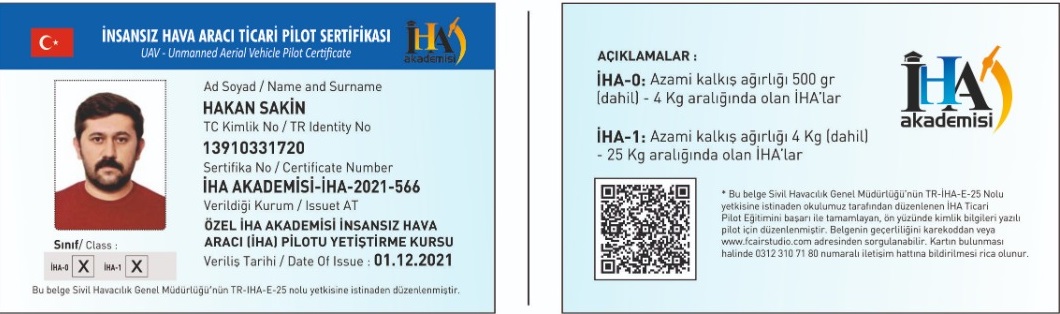 İNSANSIZ HAVA ARACI TİCARİ PİLOT SERTİFİKASI
UAV - Unmanned Aerial Vehicle Pilot Certificate
İHA
akademisi
Ad Soyad / Name and Surname
HAKAN SAKİN
TC Kimlik No / TR Identity No
13910331720
Sertifika No / Certificate Number
İHA AKADEMİSİ-İHA-2021-566
Verildiği Kurum / Issuet AT
ÖZEL İHA AKADEMİSİ İNSANSIZ HAVA
ARACI (İHA) PİLOTU YETİŞTİRME KURSU
Veriliş Tarihi / Date Of Issue : 01.12.2021
Sınıf/ Class :
İHA-0 X İHA-1 X
Bu belge Sivil Havacılık Genel Müdürlüğü'nün TR-IHA-E-25 nolu yetkisine istinaden düzenlenmiştir.
AÇIKLAMALAR :
İHA-0: Azami kalkış ağırlığı 500 gr
(dahil) - 4 Kg aralığında olan İHA'lar
İHA-1: Azami kalkış ağırlığı 4 Kg (dahil)
- 25 Kg aralığında olan İHA'lar
İHA
akademisi
* Bu belge Sivil Havacılık Genel Müdürlüğü'nün TR-İHA-E-25 Nolu
yetkisine istinaden okulumuz tarafından düzenlenen İHA Ticari
Pilot Eğitimini başarı ile tamamlayan, ön yüzünde kimlik bilgileri yazılı
pilot için düzenlenmiştir. Belgenin geçerliliğini karekoddan veya
www.fcairstudio.com adresinden sorgulanabilir. Kartın bulunması
halinde 0312 310 71 80 numaralı iletişim hattına bildirilmesi rica olunur.